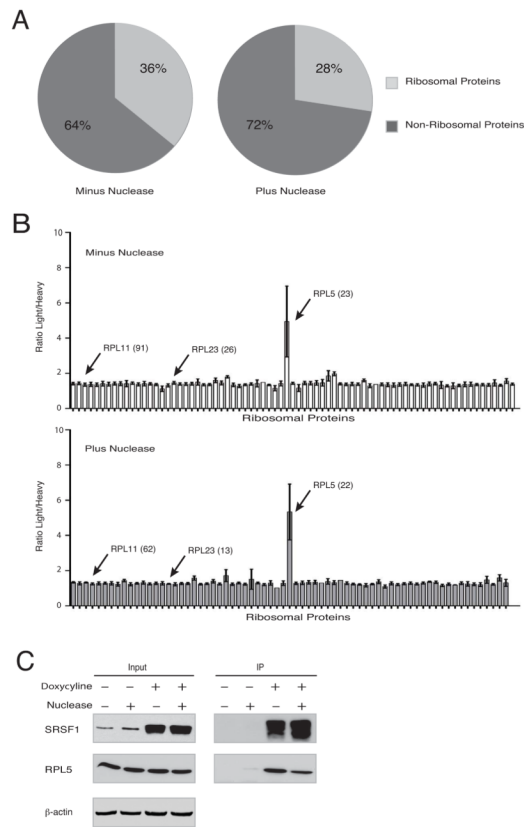 A
36%
64%
Minus Nuclease
28%
72%
Plus Nuclease
Ribosomal Proteins
Non-Ribosomal Proteins
B
Ratio Light/Heavy
10
8
6
4
2
0
Minus Nuclease
RPL11 (91)
RPL23 (26)
RPL5 (23)
Ribosomal Proteins
Ratio Light/Heavy
10
8
6
4
2
0
Plus Nuclease
RPL11 (62)
RPL23 (13)
RPL5 (22)
Ribosomal Proteins
C
Input IP
Doxycyline – – + + – – + +
Nuclease – + – + – + – +
SRSF1
RPL5
β-actin